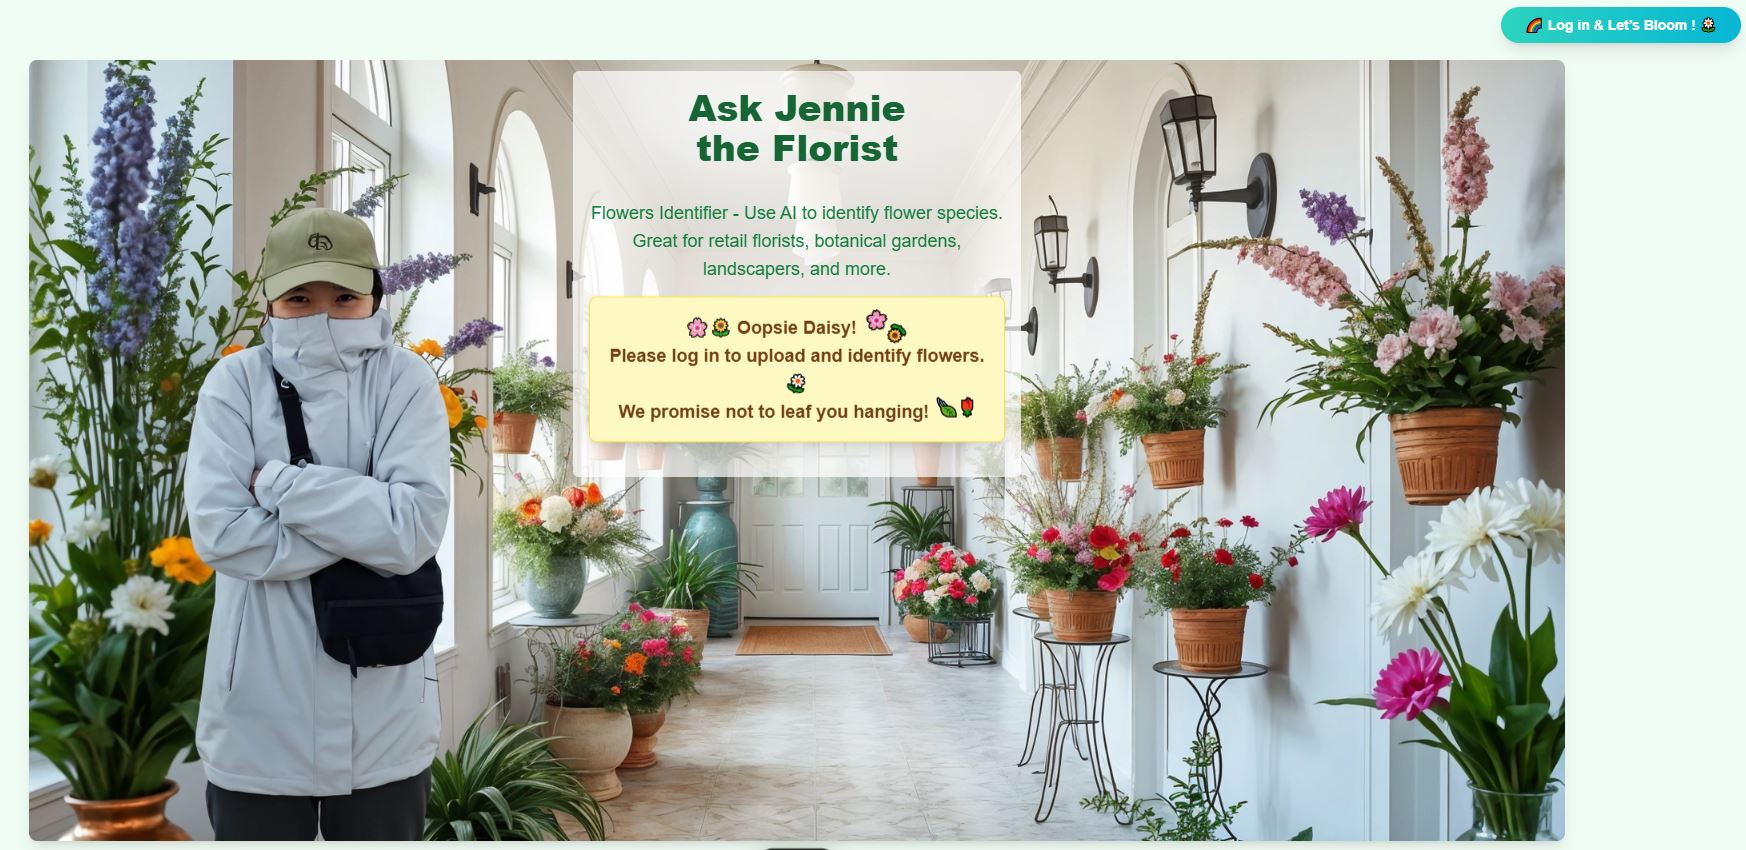 🌈 Log in & Let's Bloom ! 🌼
Ask Jennie
the Florist
Flowers Identifier - Use AI to identify flower species.
Great for retail florists, botanical gardens,
landscapers, and more.
🌸🌻 Oopsie Daisy! 🌸🌻
Please log in to upload and identify flowers.
🌼
We promise not to leaf you hanging! 🍃🌷